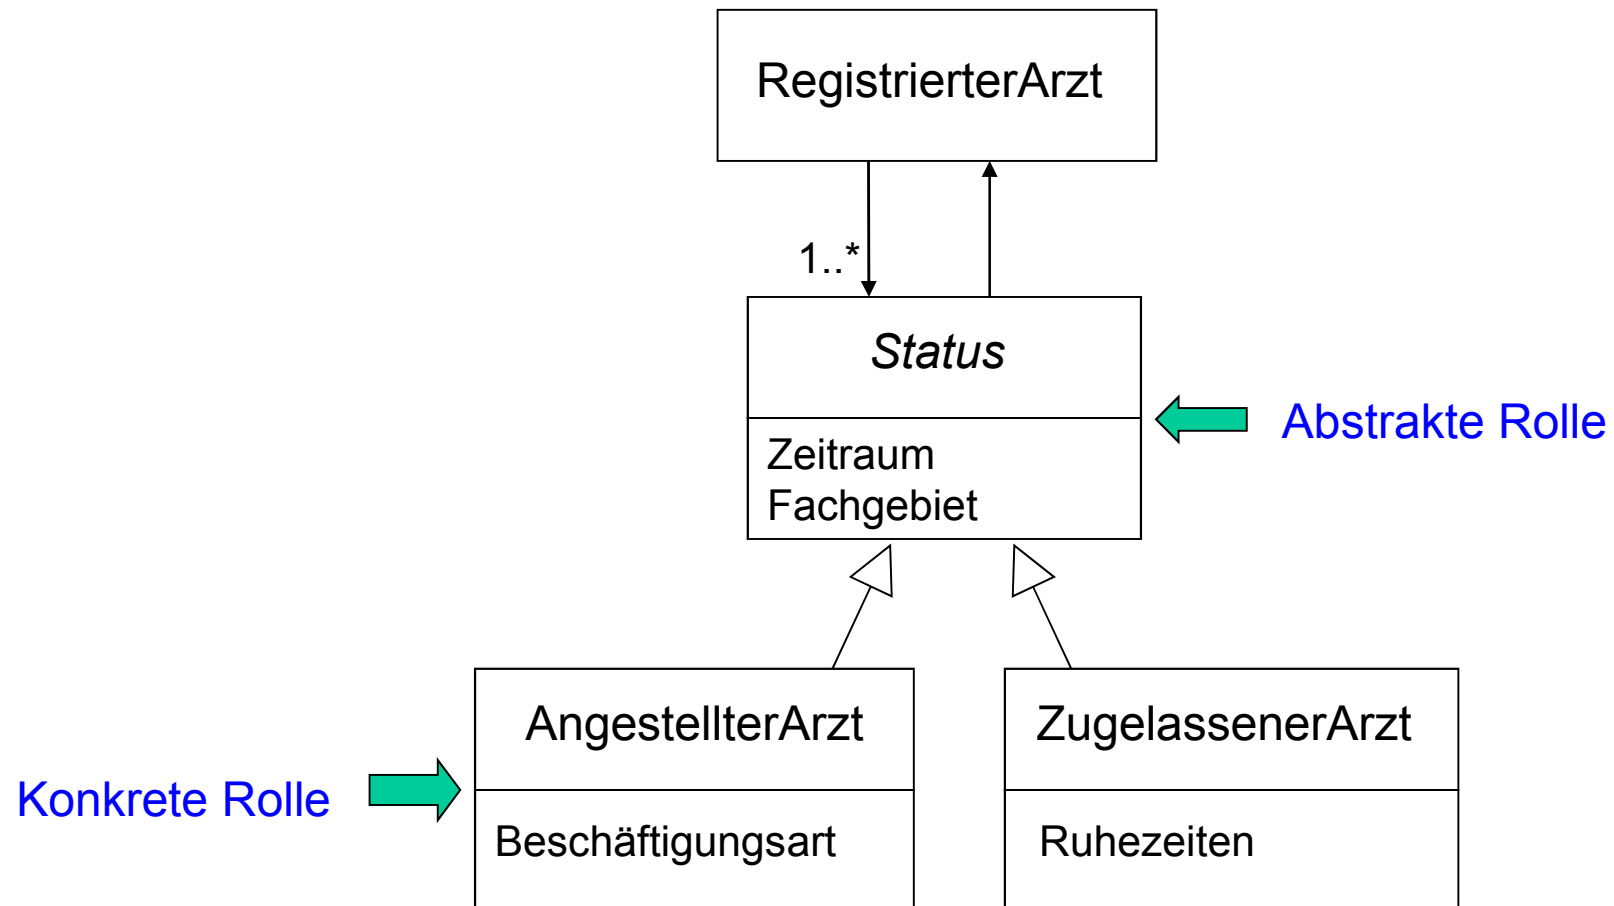 RegistrierterArzt
1..*
Status
Zeitraum
Fachgebiet
Abstrakte Rolle
AngestellterArzt
ZugelassenerArzt
Konkrete Rolle
Beschäftigungsart
Ruhezeiten